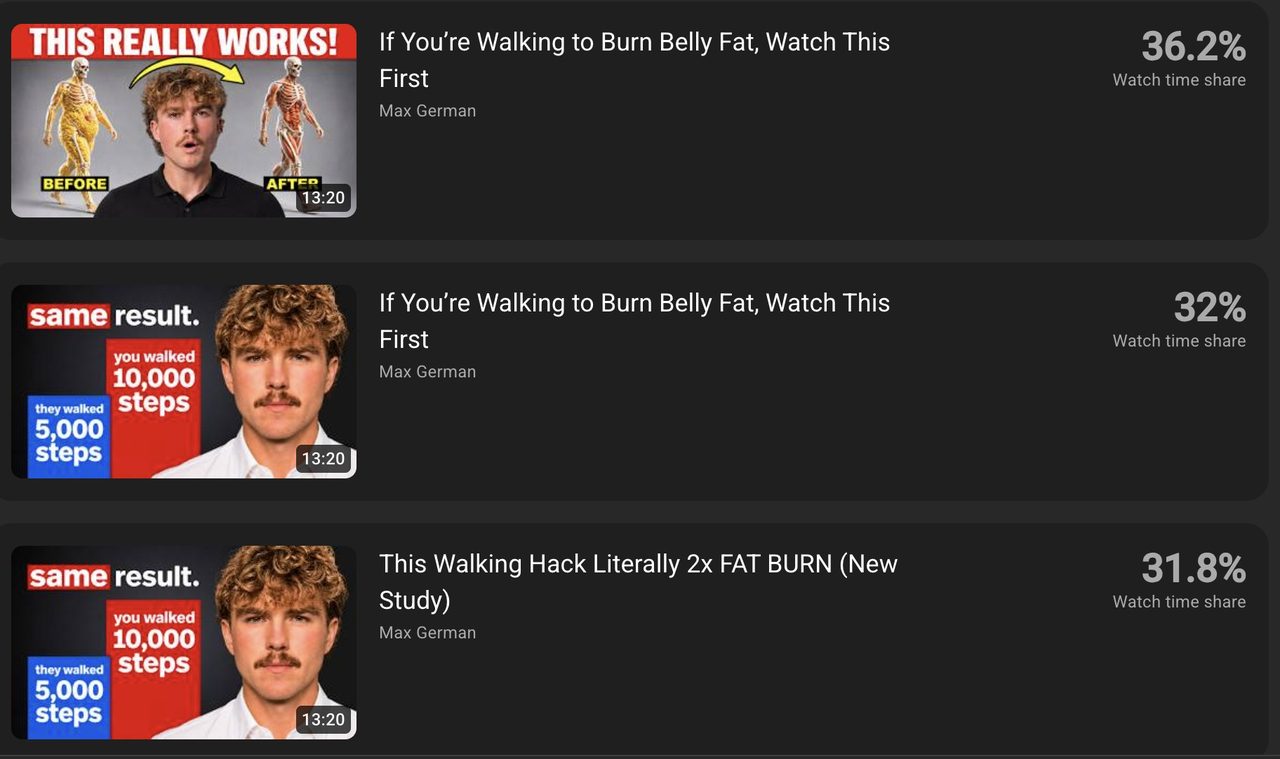 THIS REALLY WORKS!
BEFORE
AFTER
13:20
If You're Walking to Burn Belly Fat, Watch This
First
Max German
36.2%
Watch time share
same result.
you walked
10,000
steps
they walked
5,000
steps
13:20
If You're Walking to Burn Belly Fat, Watch This
First
Max German
32%
Watch time share
same result.
you walked
10,000
steps
they walked
5,000
steps
13:20
This Walking Hack Literally 2x FAT BURN (New
Study)
Max German
31.8%
Watch time share